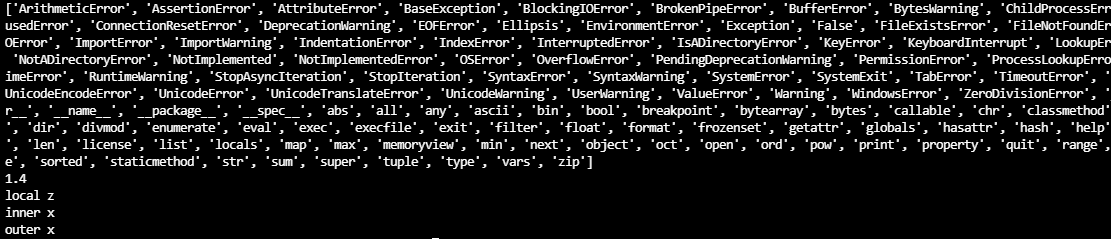 ['ArithmeticError', 'AssertionError', 'AttributeError', 'BaseException', 'BlockingIOError', 'BrokenPipeError', 'BufferError', 'BytesWarning', 'ChildProcessErr
usedError', 'ConnectionResetError', 'DeprecationWarning', 'EOFError', 'Ellipsis', 'EnvironmentError', 'Exception', 'False', 'FileExistsError', 'FileNotFoundEr
OError', 'ImportError', 'ImportWarning', 'IndentationError', 'IndexError', 'InterruptedError', 'IsADirectoryError', 'KeyError', 'KeyboardInterrupt', 'LookupEr
'NotADirectoryError', 'NotImplemented', 'NotImplementedError', 'OSError', 'OverflowError', 'PendingDeprecationWarning', 'PermissionError', 'ProcessLookupErro
imeError', 'RuntimeWarning', 'StopAsyncIteration', 'StopIteration', 'SyntaxError', 'SyntaxWarning', 'SystemError', 'SystemExit', 'TabError', 'TimeoutError', '
UnicodeEncodeError', 'UnicodeError', 'UnicodeTranslateError', 'UnicodeWarning', 'UserWarning', 'ValueError', 'Warning', 'WindowsError', 'ZeroDivisionError', '
r__', '__name__', '__package__', '__spec__', 'abs', 'all', 'any', 'ascii', 'bin', 'bool', 'breakpoint', 'bytearray', 'bytes', 'callable', 'chr', 'classmethod'
', 'dir', 'divmod', 'enumerate', 'eval', 'exec', 'execfile', 'exit', 'filter', 'float', 'format', 'frozenset', 'getattr', 'globals', 'hasattr', 'hash', 'help'
', 'len', 'license', 'list', 'locals', 'map', 'max', 'memoryview', 'min', 'next', 'object', 'oct', 'open', 'ord', 'pow', 'print', 'property', 'quit', 'range',
e', 'sorted', 'staticmethod', 'str', 'sum', 'super', 'tuple', 'type', 'vars', 'zip']
1.4
local z
inner x
outer x